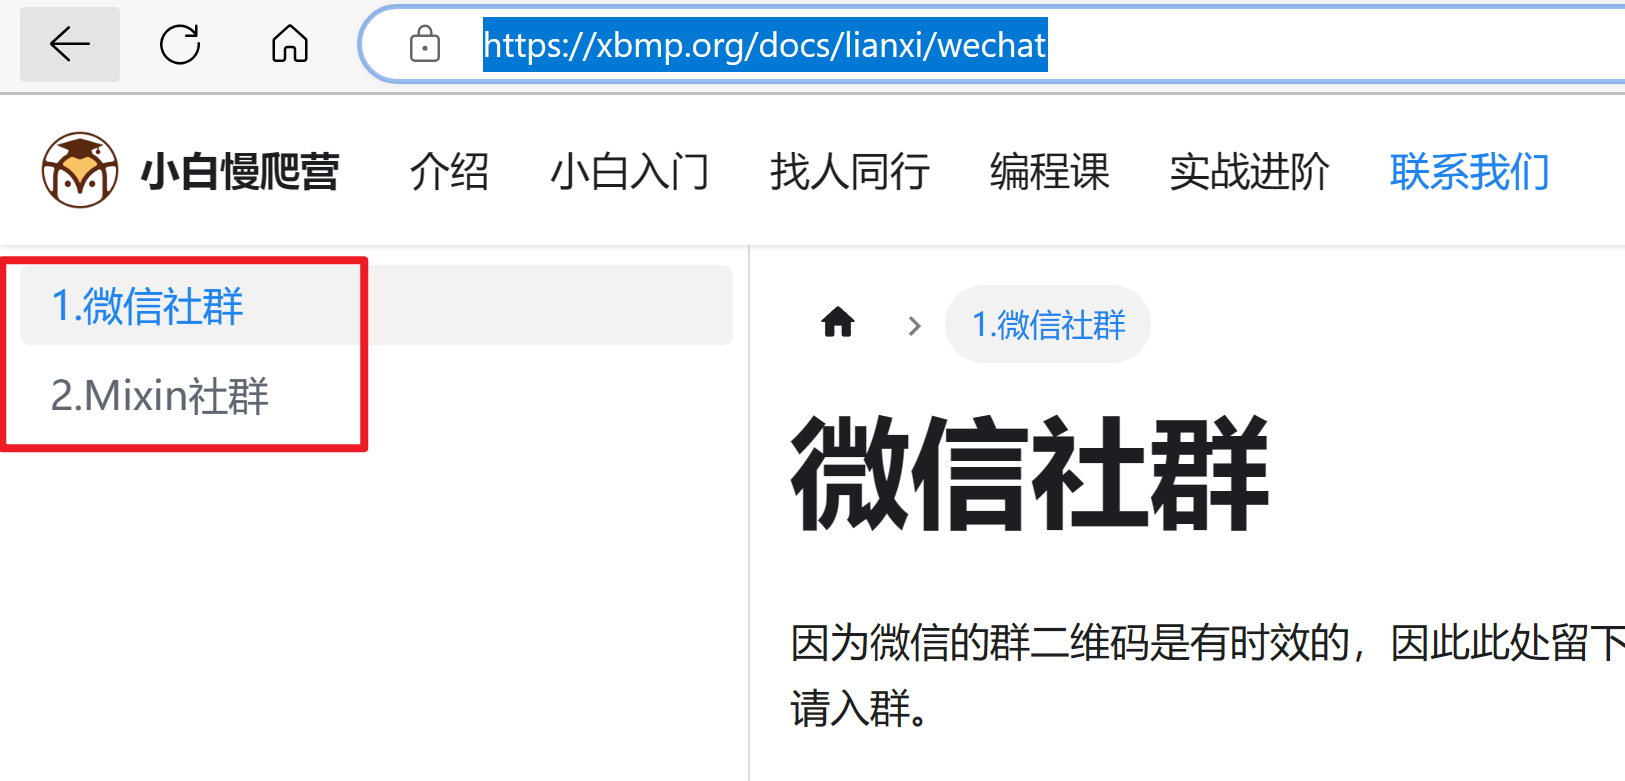 https://xbmp.org/docs/lianxi/wechat
小白慢爬营 介绍 小白入门 找人同行 编程课 实战进阶 联系我们
1.微信社群
2.Mixin社群
1.微信社群
微信社群
因为微信的群二维码是有时效的，因此此处留下
请入群。